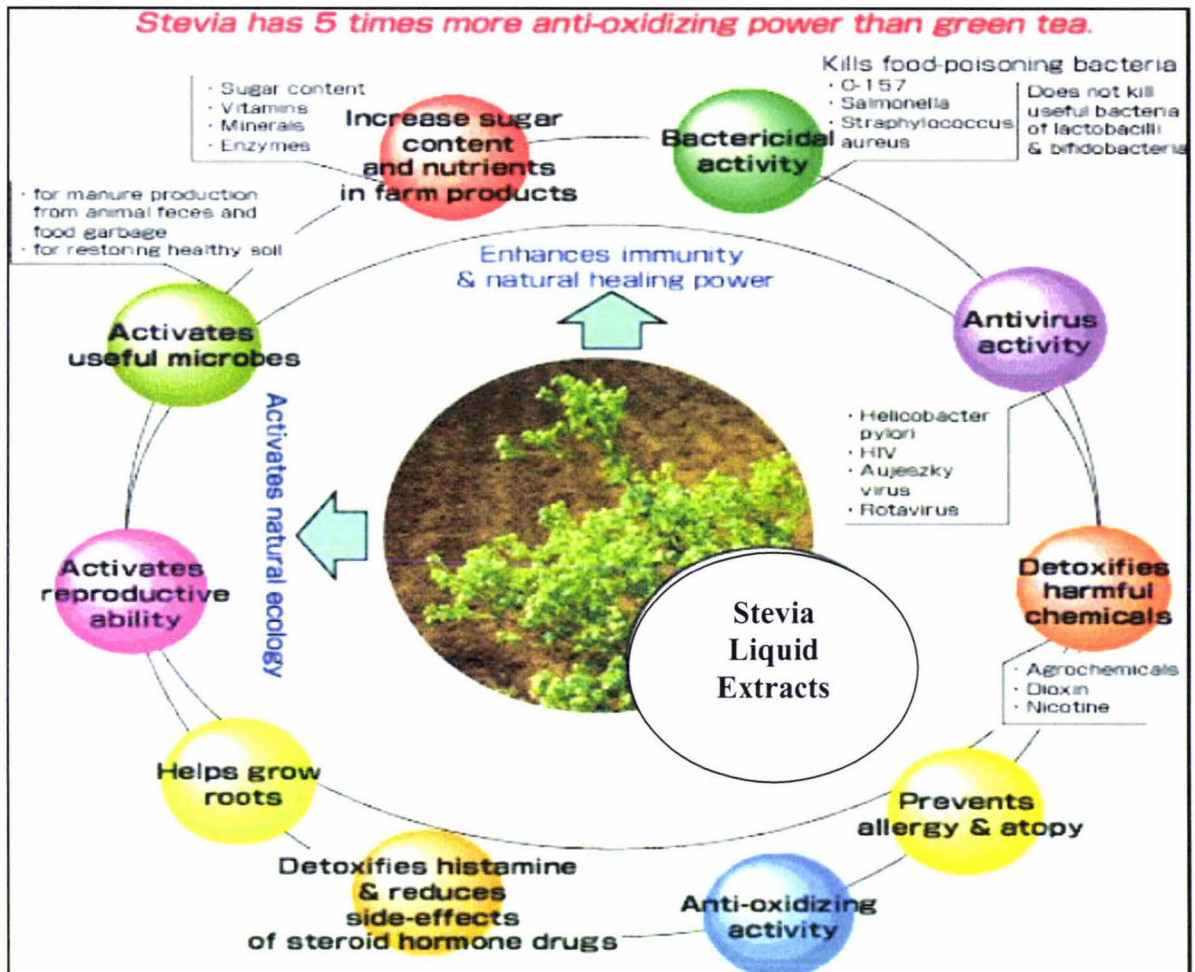 Stevia has 5 times more anti-oxidizing power than green tea.
· Sugar content
· Vitamins
· Minerals
· Enzymes
Increase sugar
content
and nutrients
in farm products
Bactericidal
activity
Kills food-poisoning bacteria
· O-157
· Salmonella
· Straphylococcus
aureus
Does not kill
useful bacteria
of lactobacilli
& bifidobacteria
· for manure production
from animal feces and
food garbage
· for restoring healthy soil
Activates
useful microbes
Enhances immunity
& natural healing power
Antivirus
activity
· Helicobacter
pylori
· HIV
· Aujeszky
virus
· Rotavirus
Activates natural ecology
Activates
reproductive
ability
Detoxifies
harmful
chemicals
· Agrochemicals
· Dioxin
· Nicotine
Stevia
Liquid
Extracts
Helps grow
roots
Prevents
allergy & atopy
Detoxifies histamine
& reduces
side-effects
of steroid hormone drugs
Anti-oxidizing
activity